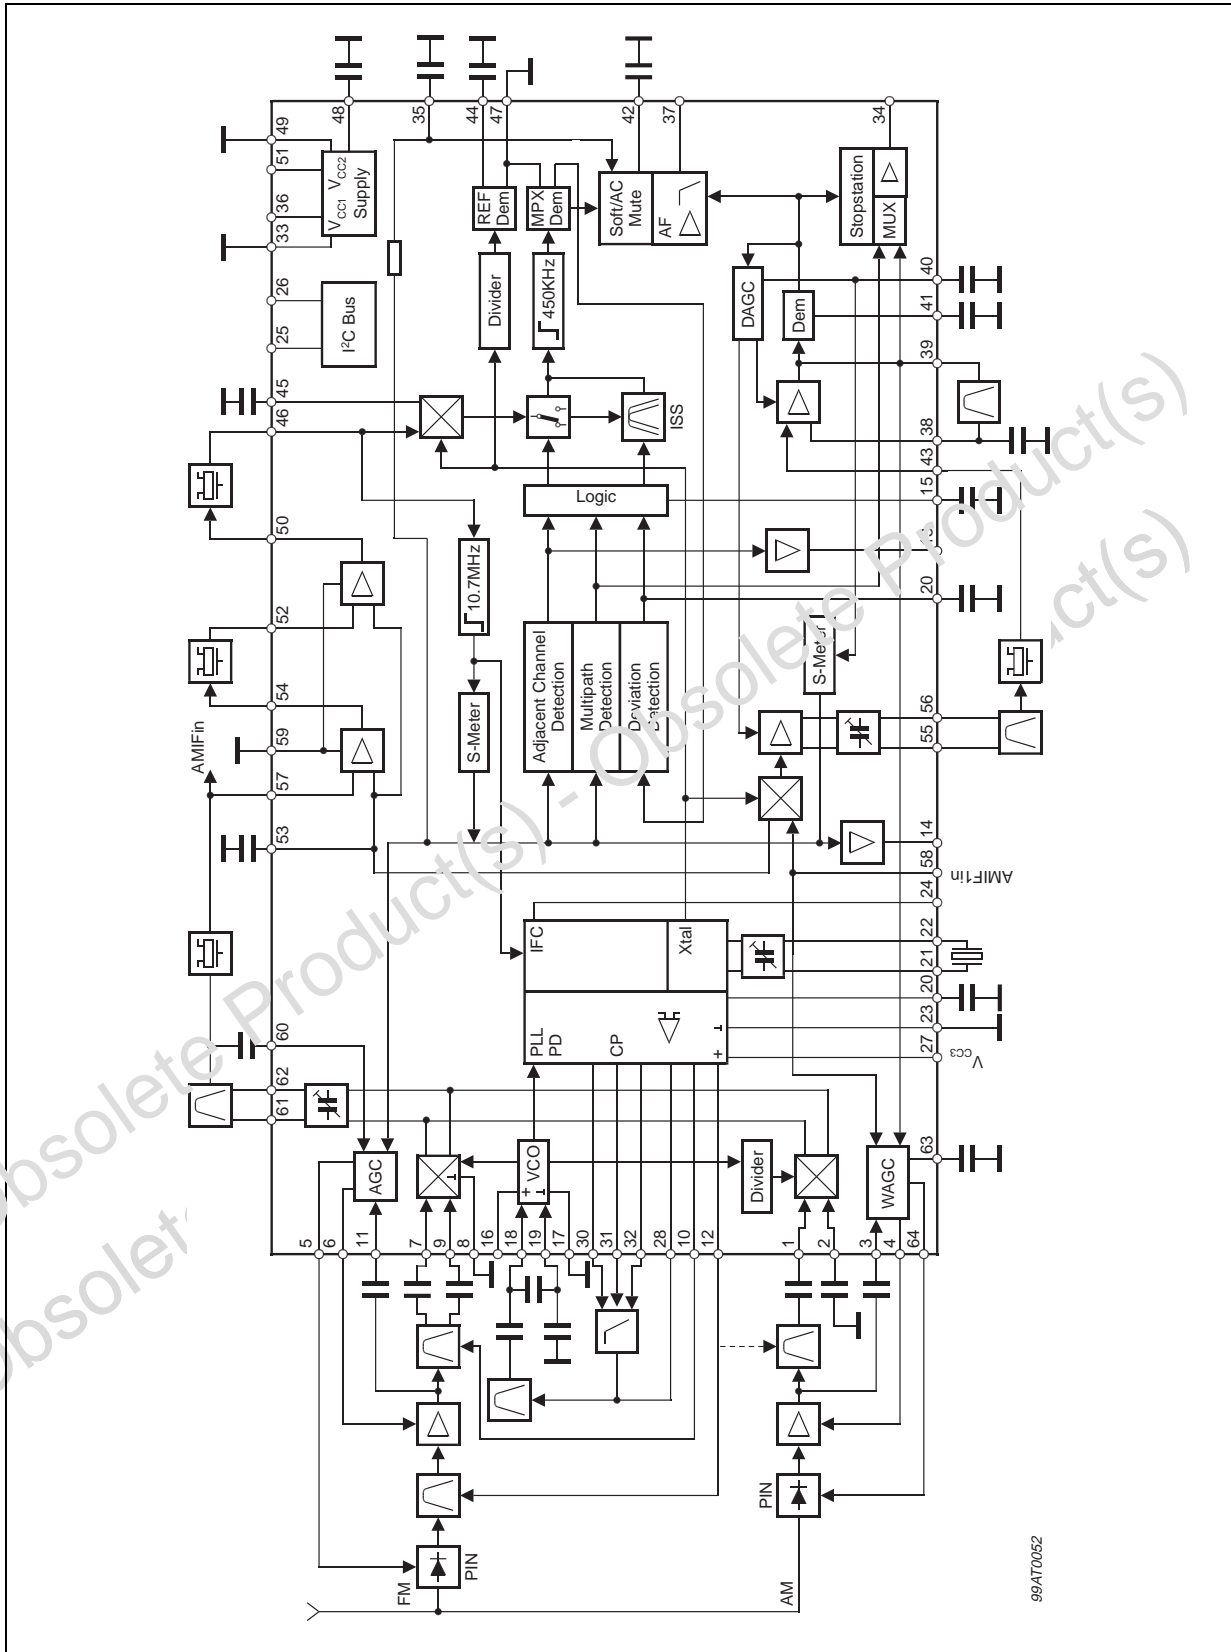 48
35
44
47
42
37
34
49
51
36
33
26
25
45
46
50
52
54
59
57
53
60
62
61
AMIFin
V_CC1 V_CC2
Supply
I²C Bus
REF
Dem
MPX
Dem
Divider
450KHz
Soft/AC
Mute
AF
Stopstation
MUX
DAGC
Dem
ISS
Logic
10.7MHz
S-Meter
Adjacent Channel
Detection
Multipath
Detection
Deviation
Detection
S-Meter
IFC
Xtal
PLL
PD
CP
+
-
AGC
VCO
+
-
Divider
WAGC
40
41
39
38
43
15
20
56
55
14
58
AMIF1in
24
22
21
20
23
27
V_CC3
63
5
6
11
7
9
8
16
18
19
17
30
31
32
28
10
12
1
2
3
4
64
FM
PIN
AM
PIN
99AT0052
Obsolete Product(s) - Obsolete Product(s)